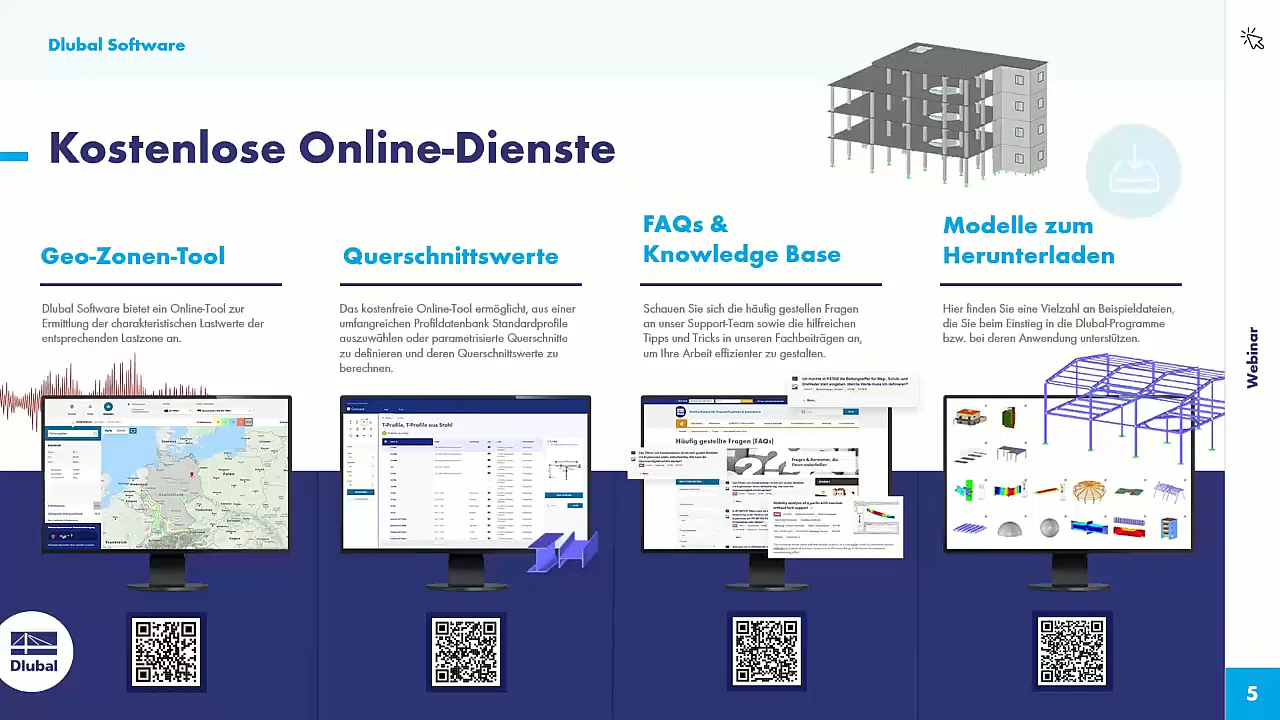 Dlubal Software
Kostenlose Online-Dienste
Geo-Zonen-Tool
Dlubal Software bietet ein Online-Tool zur
Ermittlung der charakteristischen Lastwerte der
entsprechenden Lastzone an.
Querschnittswerte
Das kostenfreie Online-Tool ermöglicht, aus einer
umfangreichen Profildatenbank Standardprofile
auszuwählen oder parametrisierte Querschnitte
zu definieren und deren Querschnittswerte zu
berechnen.
FAQs &
Knowledge Base
Schauen Sie sich die häufig gestellen Fragen
an unser Support-Team sowie die hilfreichen
Tipps und Tricks in unseren Fachbeiträgen an,
um Ihre Arbeit effizienter zu gestalten.
Modelle zum
Herunterladen
Hier finden Sie eine Vielzahl an Beispieldateien,
die Sie beim Einstieg in die Dlubal-Programme
bzw. bei deren Anwendung unterstützen.
T-Profile, T-Profile aus Stahl
Häufig gestellte Fragen (FAQs)
Fragen & Antworten, die
Polen
Frankreich
Dlubal
Webinar
5